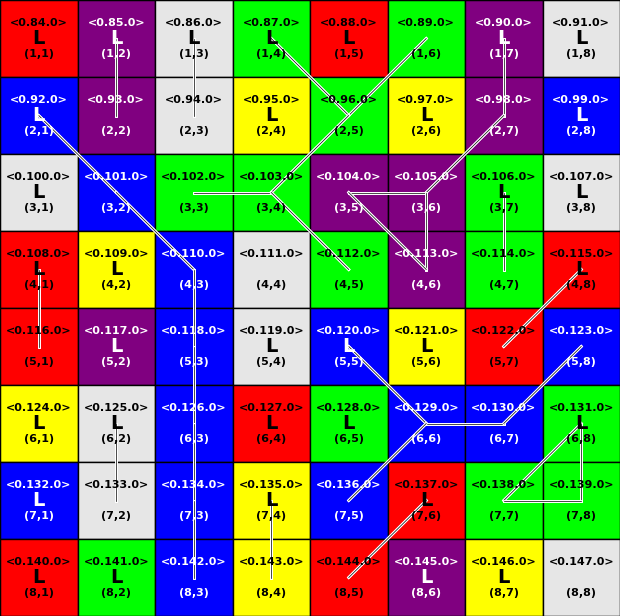 <0.84.0> <0.85.0> <0.86.0> <0.87.0> <0.88.0> <0.89.0> <0.90.0> <0.91.0>
L L L L L L L
(1,1) (1,2) (1,3) (1,4) (1,5) (1,6) (1,7) (1,8)
<0.92.0> <0.93.0> <0.94.0> <0.95.0> <0.96.0> <0.97.0> <0.98.0> <0.99.0>
L L L L
(2,1) (2,2) (2,3) (2,4) (2,5) (2,6) (2,7) (2,8)
<0.100.0> <0.101.0> <0.102.0> <0.103.0> <0.104.0> <0.105.0> <0.106.0> <0.107.0>
L L L
(3,1) (3,2) (3,3) (3,4) (3,5) (3,6) (3,7) (3,8)
<0.108.0> <0.109.0> <0.110.0> <0.111.0> <0.112.0> <0.113.0> <0.114.0> <0.115.0>
L L L
(4,1) (4,2) (4,3) (4,4) (4,5) (4,6) (4,7) (4,8)
<0.116.0> <0.117.0> <0.118.0> <0.119.0> <0.120.0> <0.121.0> <0.122.0> <0.123.0>
L L L L
(5,1) (5,2) (5,3) (5,4) (5,5) (5,6) (5,7) (5,8)
<0.124.0> <0.125.0> <0.126.0> <0.127.0> <0.128.0> <0.129.0> <0.130.0> <0.131.0>
L L L L L
(6,1) (6,2) (6,3) (6,4) (6,5) (6,6) (6,7) (6,8)
<0.132.0> <0.133.0> <0.134.0> <0.135.0> <0.136.0> <0.137.0> <0.138.0> <0.139.0>
L L L
(7,1) (7,2) (7,3) (7,4) (7,5) (7,6) (7,7) (7,8)
<0.140.0> <0.141.0> <0.142.0> <0.143.0> <0.144.0> <0.145.0> <0.146.0> <0.147.0>
L L L L
(8,1) (8,2) (8,3) (8,4) (8,5) (8,6) (8,7) (8,8)